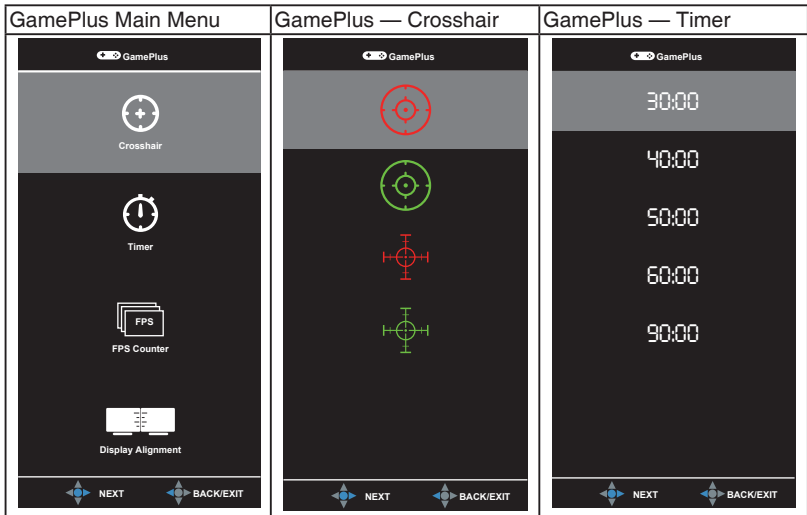 GamePlus Main Menu
GamePlus
Crosshair
Timer
FPS
FPS Counter
Display Alignment
NEXT BACK/EXIT
GamePlus — Crosshair
GamePlus
NEXT BACK/EXIT
GamePlus — Timer
GamePlus
30:00
40:00
50:00
60:00
90:00
NEXT BACK/EXIT